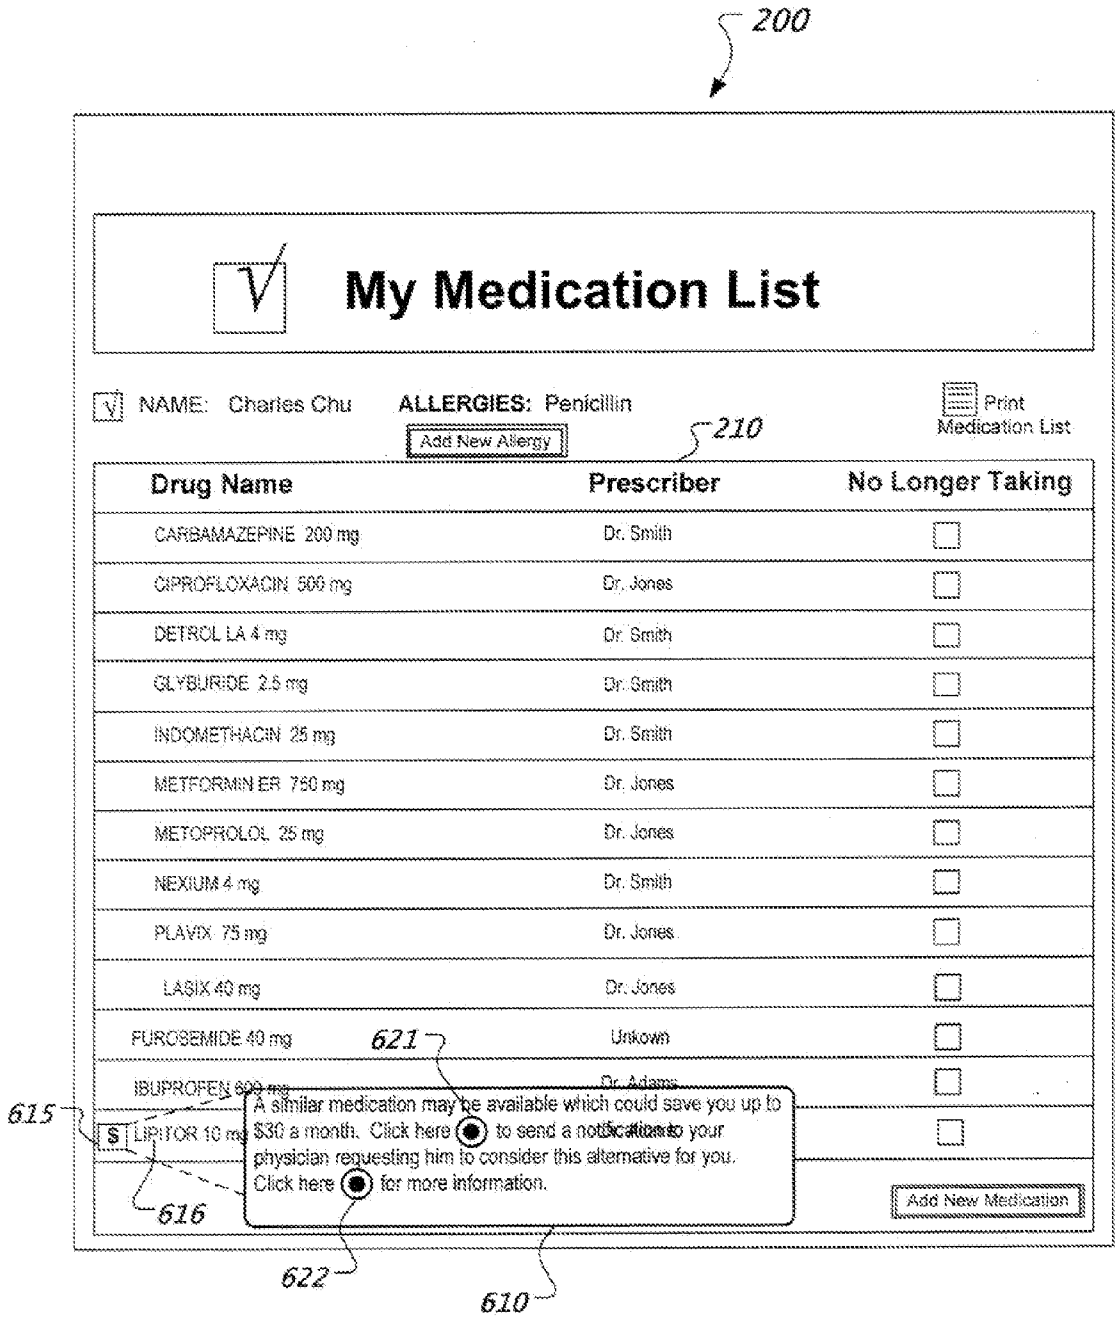 200
√ My Medication List
√ NAME: Charles Chu ALLERGIES: Penicillin Print
Medication List
Add New Allergy
210
Drug Name Prescriber No Longer Taking
CARBAMAZEPINE 200 mg Dr. Smith
CIPROFLOXACIN 500 mg Dr. Jones
DETROL LA 4 mg Dr. Smith
GLYBURIDE 2.5 mg Dr. Smith
INDOMETHACIN 25 mg Dr. Smith
METFORMIN ER 750 mg Dr. Jones
METOPROLOL 25 mg Dr. Jones
NEXIUM 4 mg Dr. Smith
PLAVIX 75 mg Dr. Jones
LASIX 40 mg Dr. Jones
FUROSEMIDE 40 mg Unkown
621
IBUPROFEN 600 mg Dr. Adams
615
$ LIPITOR 10 mg
A similar medication may be available which could save you up to
$30 a month. Click here to send a notification to your
physician requesting him to consider this alternative for you.
Click here for more information.
616
Add New Medication
622
610